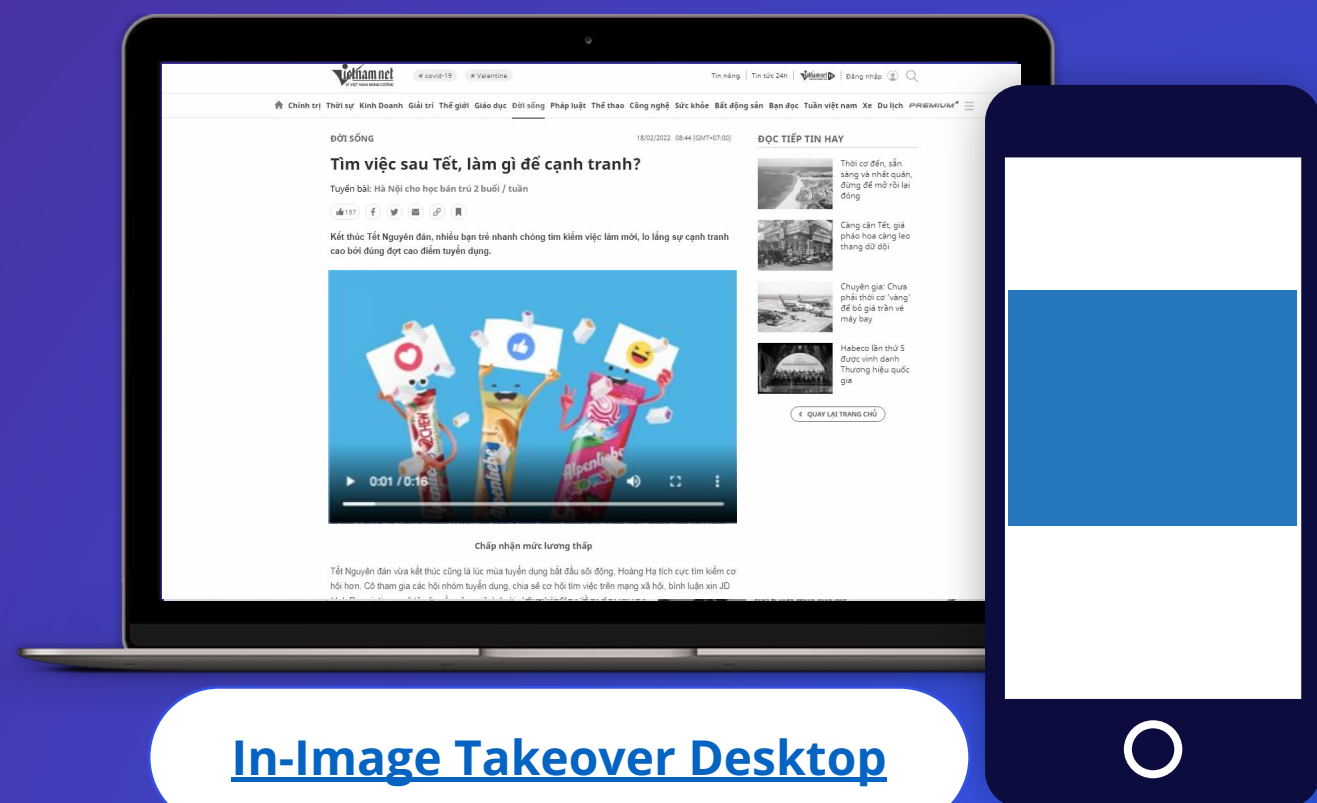 vietnamnet
VÌ VIỆT NAM HÙNG CƯỜNG
# covid-19 # Valentine
Tin nóng | Tin tức 24h | Đăng nhập
Chính trị Thời sự Kinh Doanh Giải trí Thế giới Giáo dục Đời sống Pháp luật Thể thao Công nghệ Sức khỏe Bất động sản Bạn đọc Tuần việt nam Xe Du lịch PREMIUM
ĐỜI SỐNG 18/02/2022 08:44 (GMT+07:00)
Tìm việc sau Tết, làm gì để cạnh tranh?
Tuyến bài: Hà Nội cho học bán trú 2 buổi / tuần
197
Kết thúc Tết Nguyên đán, nhiều bạn trẻ nhanh chóng tìm kiếm việc làm mới, lo lắng sự cạnh tranh
cao bởi đúng đợt cao điểm tuyển dụng.
2CHEW
Alpenliebe
Alpenliebe
0:01 / 0:16
Chấp nhận mức lương thấp
Tết Nguyên đán vừa kết thúc cũng là lúc mùa tuyển dụng bắt đầu sôi động, Hoàng Hạ tích cực tìm kiếm cơ
hội hơn. Cô tham gia các hội nhóm tuyển dụng, chia sẻ cơ hội tìm việc trên mạng xã hội, bình luận xin JD
ĐỌC TIẾP TIN HAY
Thời cơ đến, sẵn
sàng và nhất quán,
đừng để mở rồi lại
đóng
Càng cận Tết, giá
pháo hoa càng leo
thang dữ dội
Chuyên gia: Chưa
phải thời cơ 'vàng'
để bỏ giá trần vé
máy bay
Habeco lần thứ 5
được vinh danh
Thương hiệu quốc
gia
QUAY LẠI TRANG CHỦ
In-Image Takeover Desktop